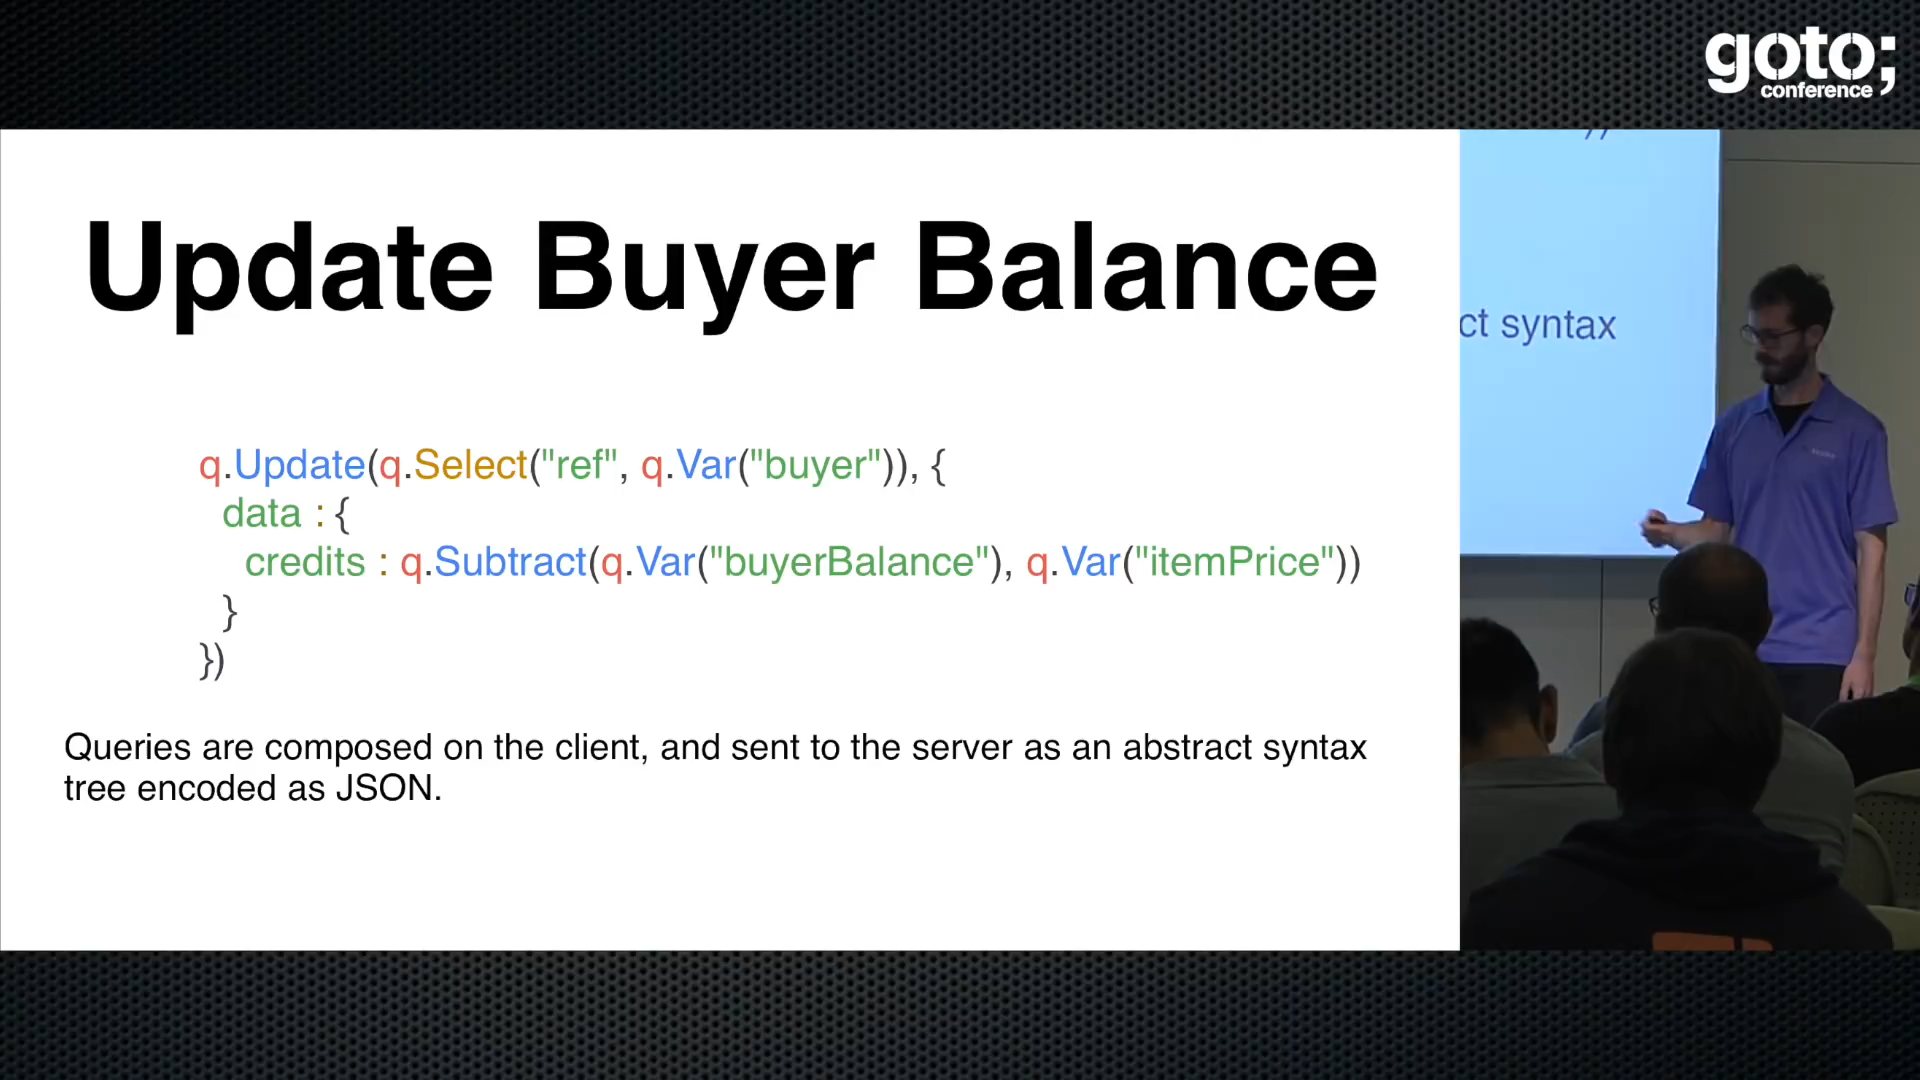 goto;
conference
Update Buyer Balance
q.Update(q.Select("ref", q.Var("buyer")), {
data : {
credits : q.Subtract(q.Var("buyerBalance"), q.Var("itemPrice"))
}
})
Queries are composed on the client, and sent to the server as an abstract syntax
tree encoded as JSON.
ct syntax